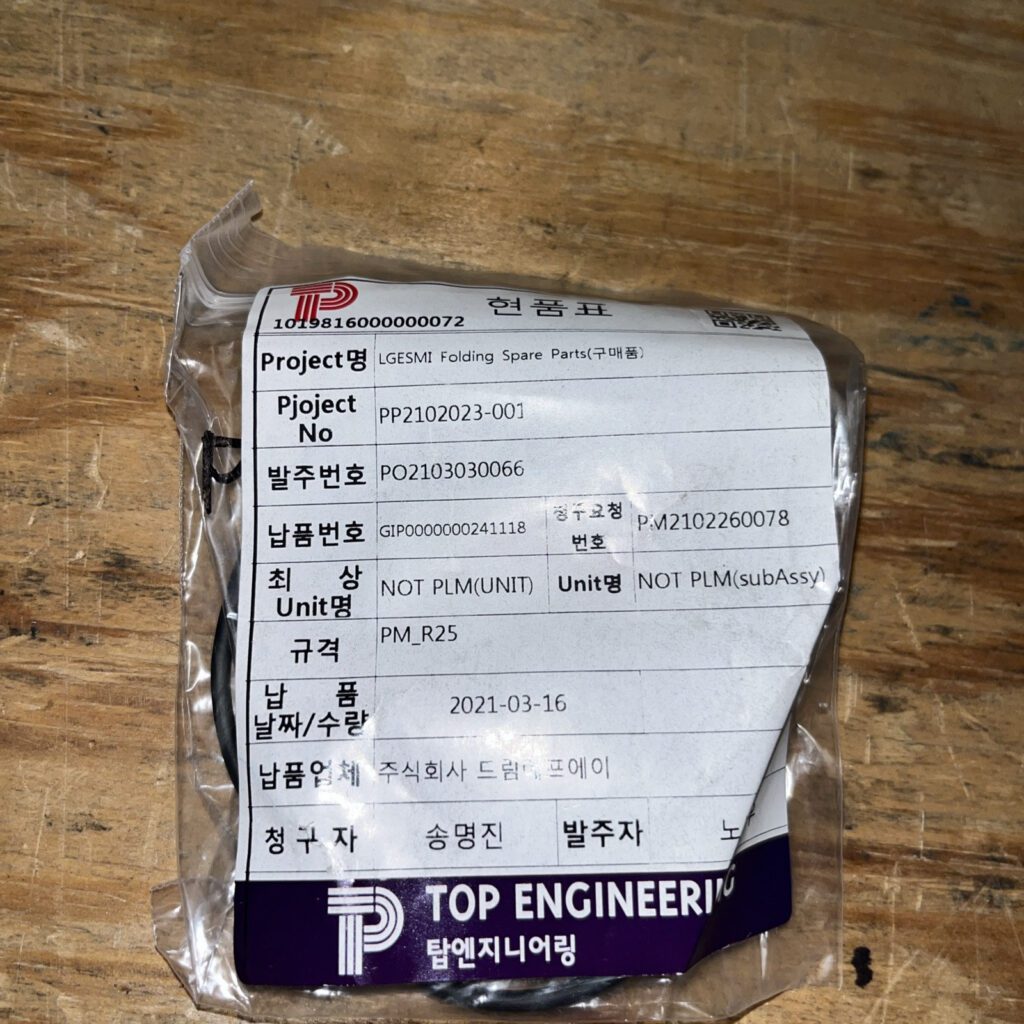 현품표
1019816000000072
Project명 LGESMI Folding Spare Parts(구매품)
Pjoject No PP2102023-001
발주번호 PO2103030066
납품번호 GIP0000000241118 청구요청 번호 PM2102260078
최 상 Unit명 NOT PLM(UNIT) Unit명 NOT PLM(subAssy)
규격 PM_R25
납 품 날짜/수량 2021-03-16
납품업체 주식회사 드림에프에이
청 구 자 송명진 발주자
TOP ENGINEERING
탑엔지니어링